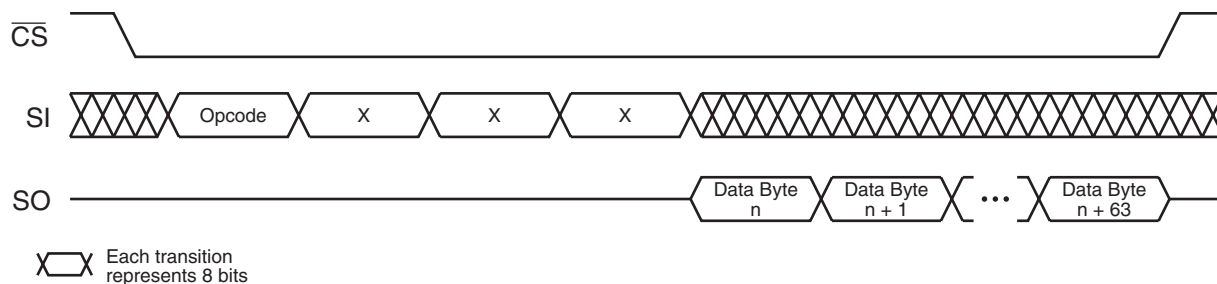 CS
SI
Opcode X X X
SO
Data Byte
n
Data Byte
n + 1
•••
Data Byte
n + 63
Each transition
represents 8 bits